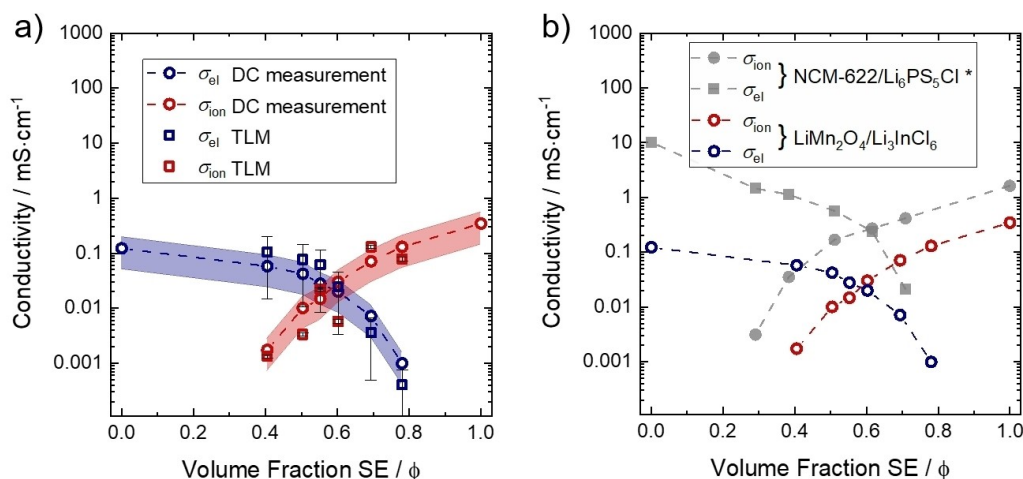 a)
Conductivity / mS·cm⁻¹
1000
100
10
1
0.1
0.01
0.001
σel DC measurement
σion DC measurement
σel TLM
σion TLM
0.0 0.2 0.4 0.6 0.8 1.0
Volume Fraction SE / ϕ
b)
Conductivity / mS·cm⁻¹
1000
100
10
1
0.1
0.01
0.001
σion
σel
} NCM-622/Li₆PS₅Cl *
σion
σel
} LiMn₂O₄/Li₃InCl₆
0.0 0.2 0.4 0.6 0.8 1.0
Volume Fraction SE / ϕ